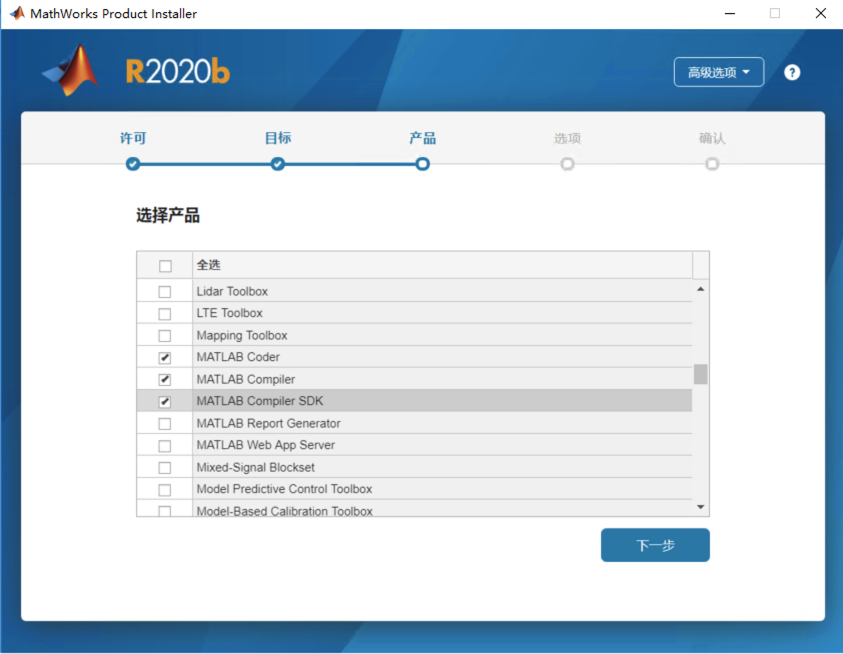 MathWorks Product Installer
R2020b
高级选项
?
许可 目标 产品 选项 确认
选择产品
全选
Lidar Toolbox
LTE Toolbox
Mapping Toolbox
MATLAB Coder
MATLAB Compiler
MATLAB Compiler SDK
MATLAB Report Generator
MATLAB Web App Server
Mixed-Signal Blockset
Model Predictive Control Toolbox
Model-Based Calibration Toolbox
下一步